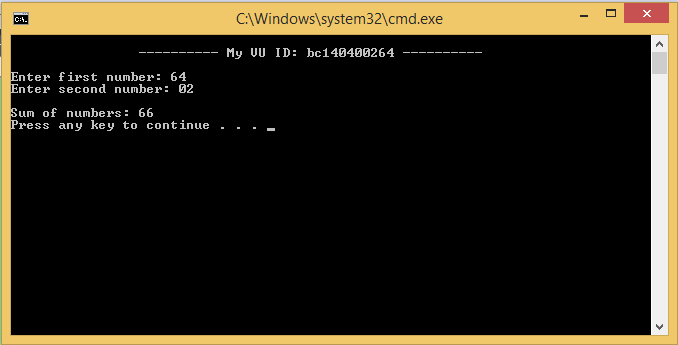 C:\Windows\system32\cmd.exe
---------- My VU ID: bc140400264 ----------
Enter first number: 64
Enter second number: 02
Sum of numbers: 66
Press any key to continue . . . _